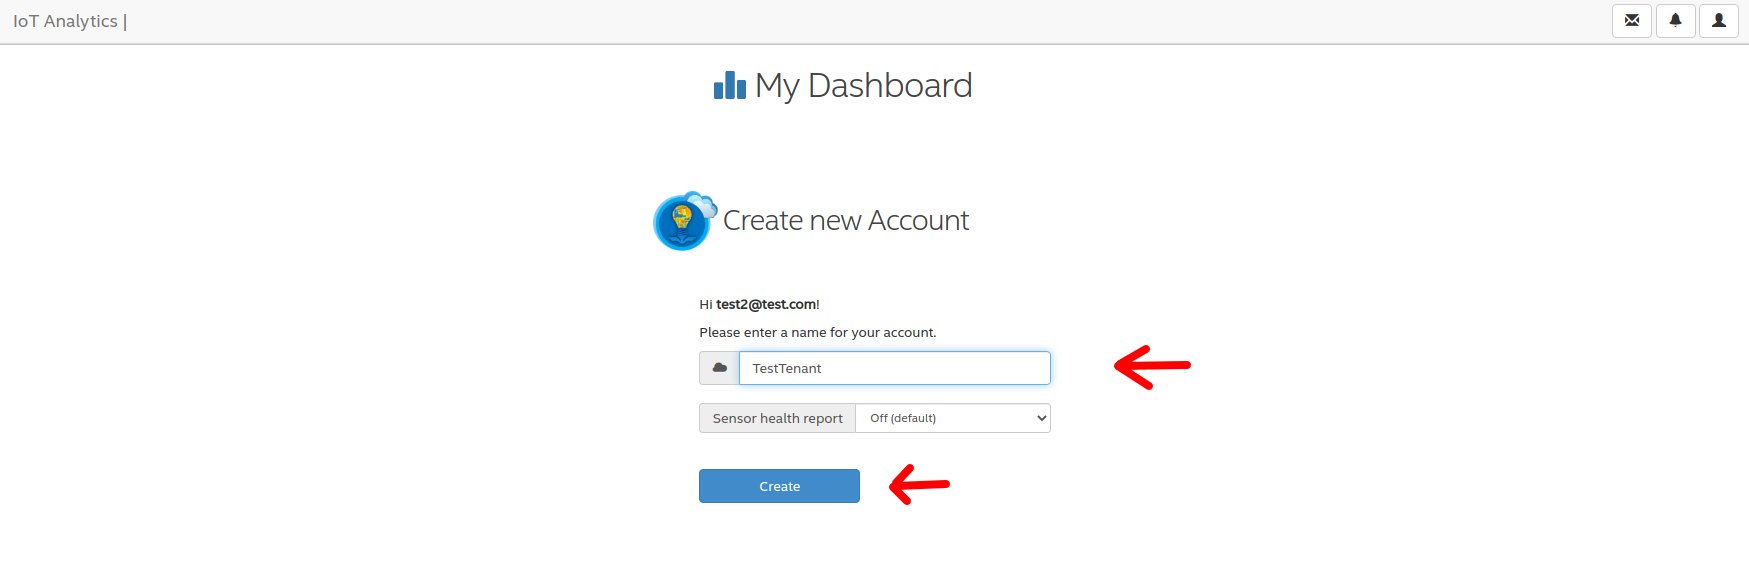 IoT Analytics |
My Dashboard
Create new Account
Hi test2@test.com!
Please enter a name for your account.
TestTenant
Sensor health report Off (default)
Create